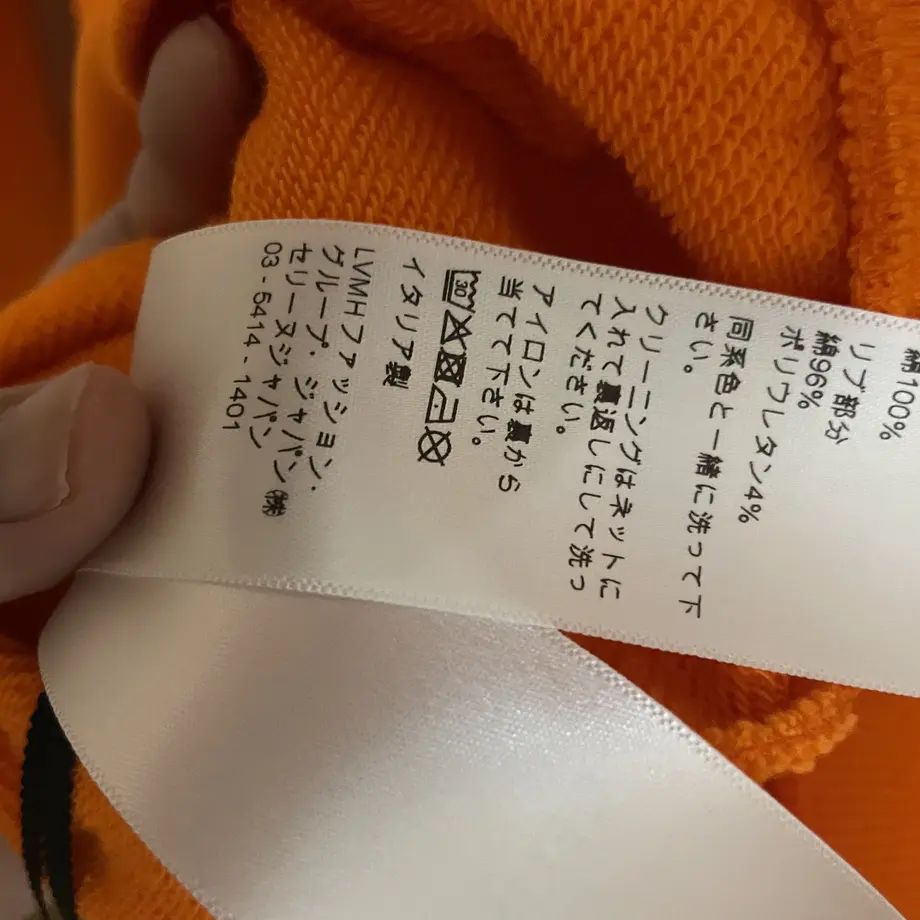 綿100%
リブ部分
綿96%
ポリウレタン4%
同系色と一緒に洗って下
さい。
クリーニングはネットに
入れて裏返しにして洗っ
てください。
アイロンは裏から
当てて下さい。
30
イタリア製
LVMHファッション・
グループ・ジャパン
セリーヌジャパン㈱
03-5414-1401